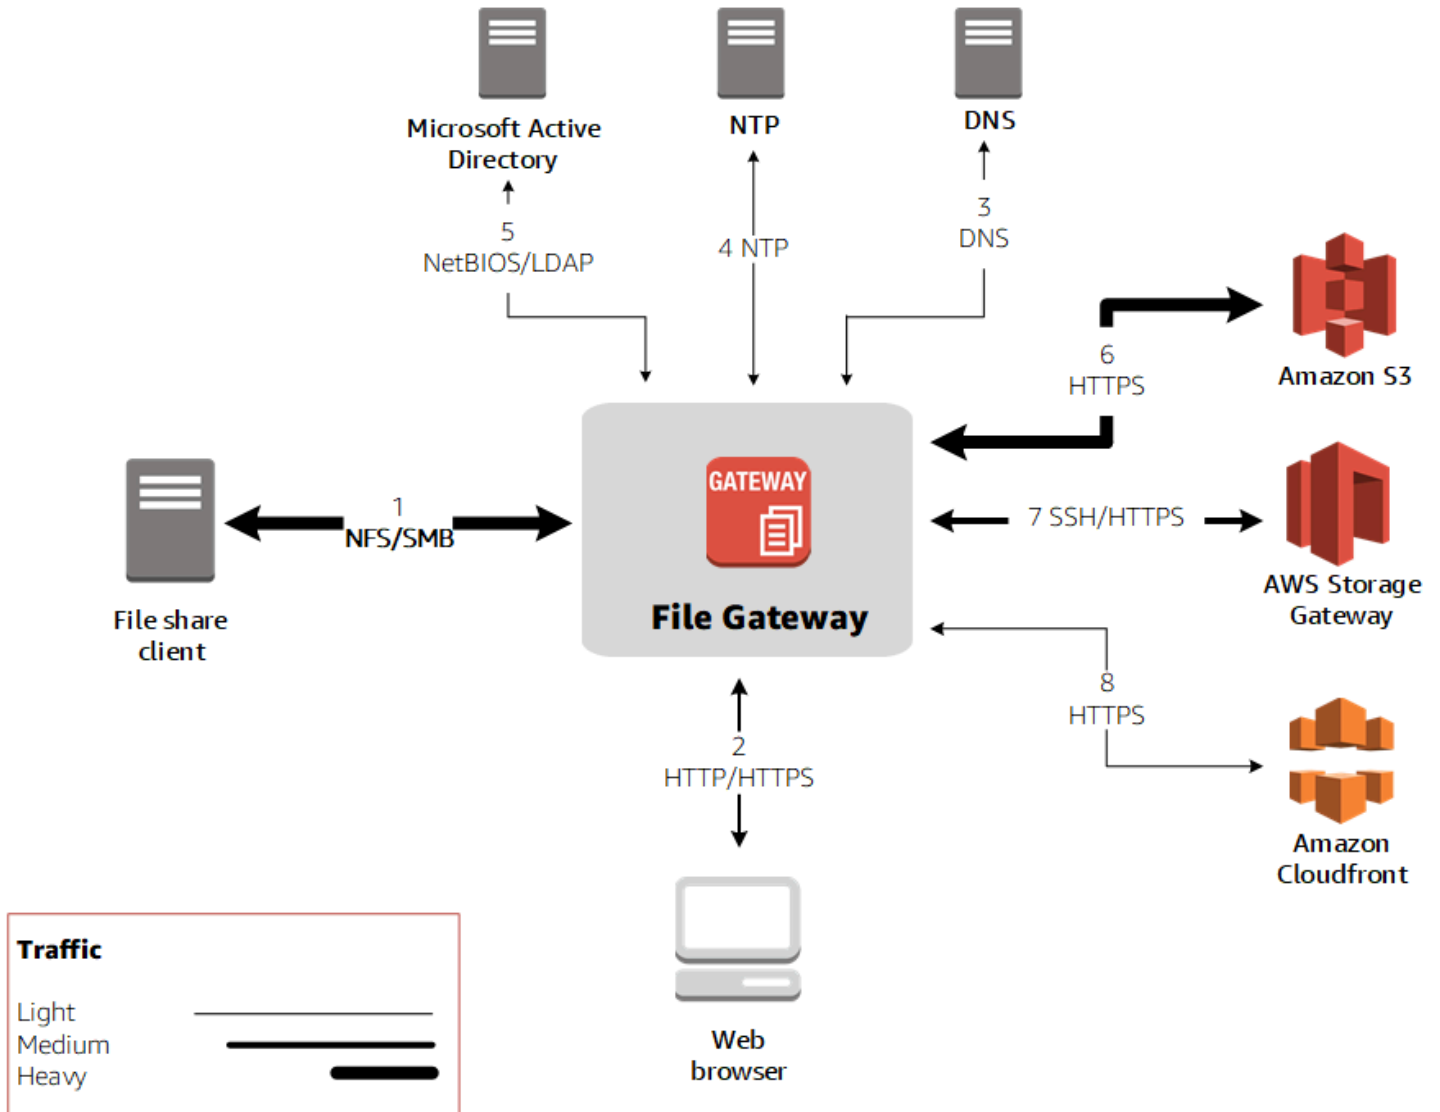 Microsoft Active
Directory
NTP
DNS
5
NetBIOS/LDAP
4 NTP
3
DNS
6
HTTPS
Amazon S3
GATEWAY
File Gateway
1
NFS/SMB
File share
client
7 SSH/HTTPS
AWS Storage
Gateway
8
HTTPS
Amazon
Cloudfront
2
HTTP/HTTPS
Web
browser
Traffic
Light
Medium
Heavy